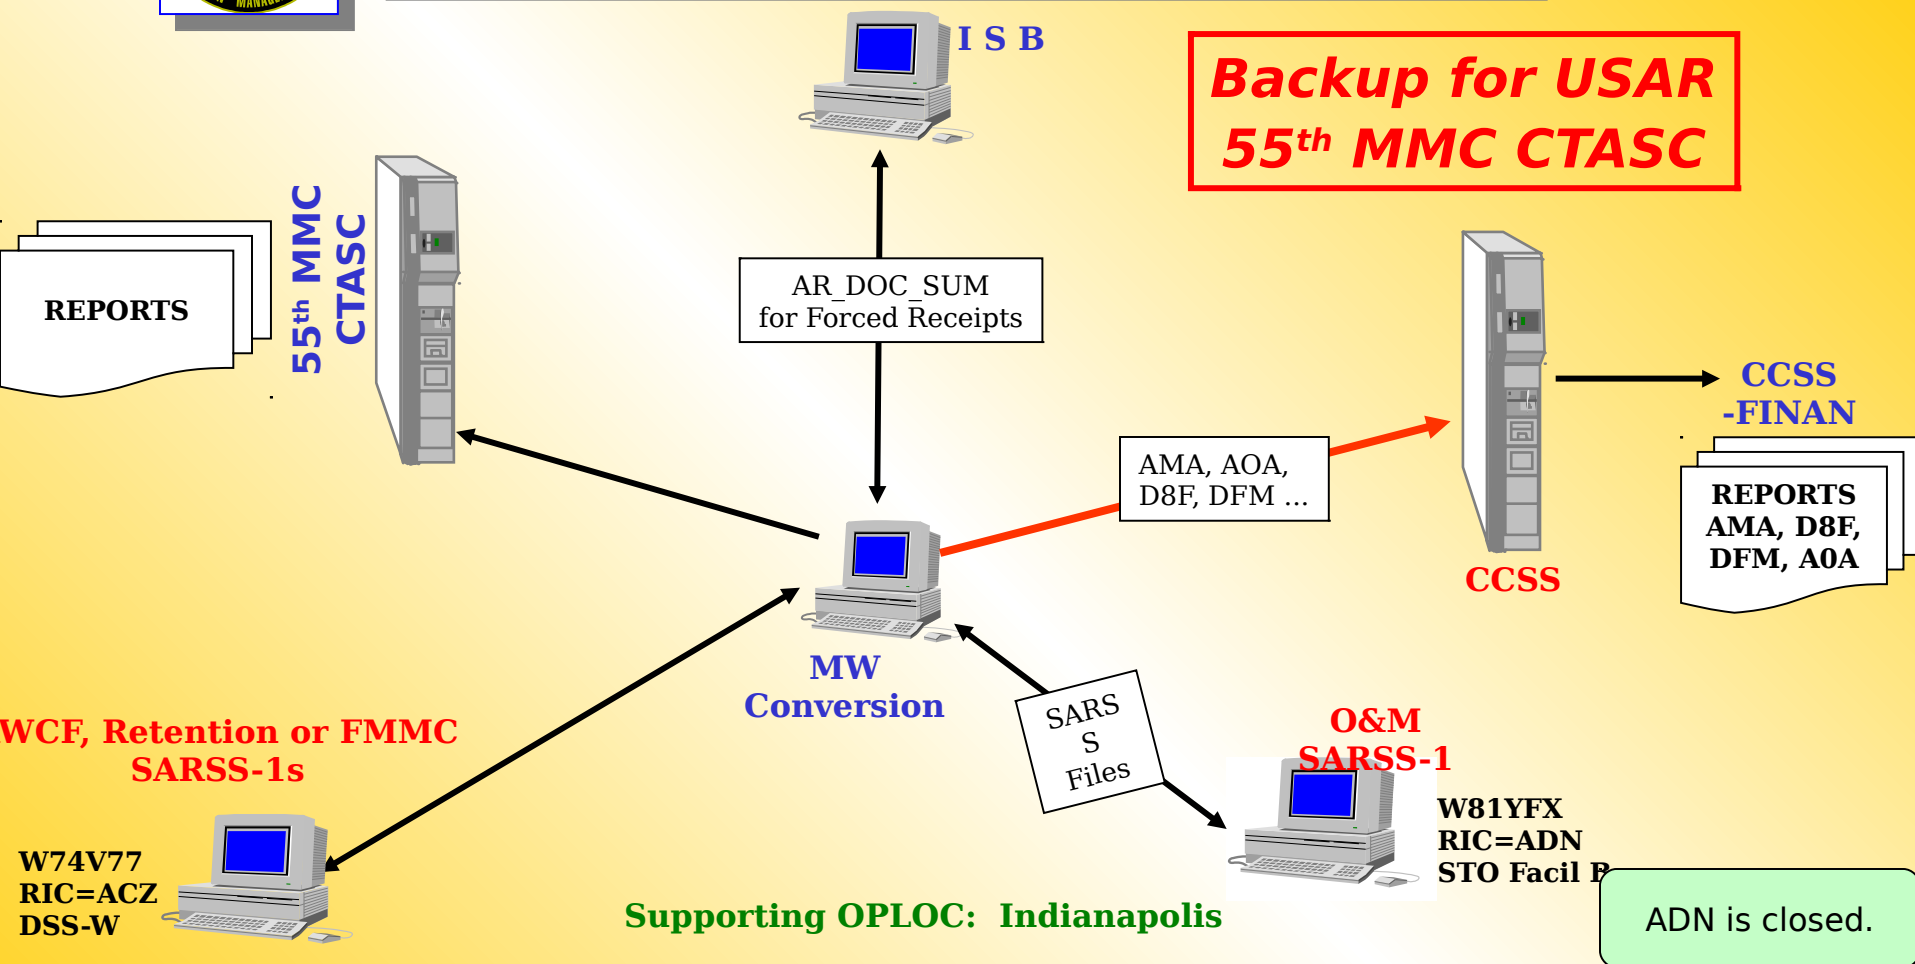 MANAG
I S B
Backup for USAR
55th MMC CTASC
55th MMC
CTASC
REPORTS
AR_DOC_SUM
for Forced Receipts
CCSS
-FINAN
AMA, AOA,
D8F, DFM ...
REPORTS
AMA, D8F,
DFM, A0A
CCSS
MW
Conversion
SARS
S
Files
WCF, Retention or FMMC
SARSS-1s
O&M
SARSS-1
W81YFX
RIC=ADN
STO Facil B
W74V77
RIC=ACZ
DSS-W
Supporting OPLOC: Indianapolis
ADN is closed.